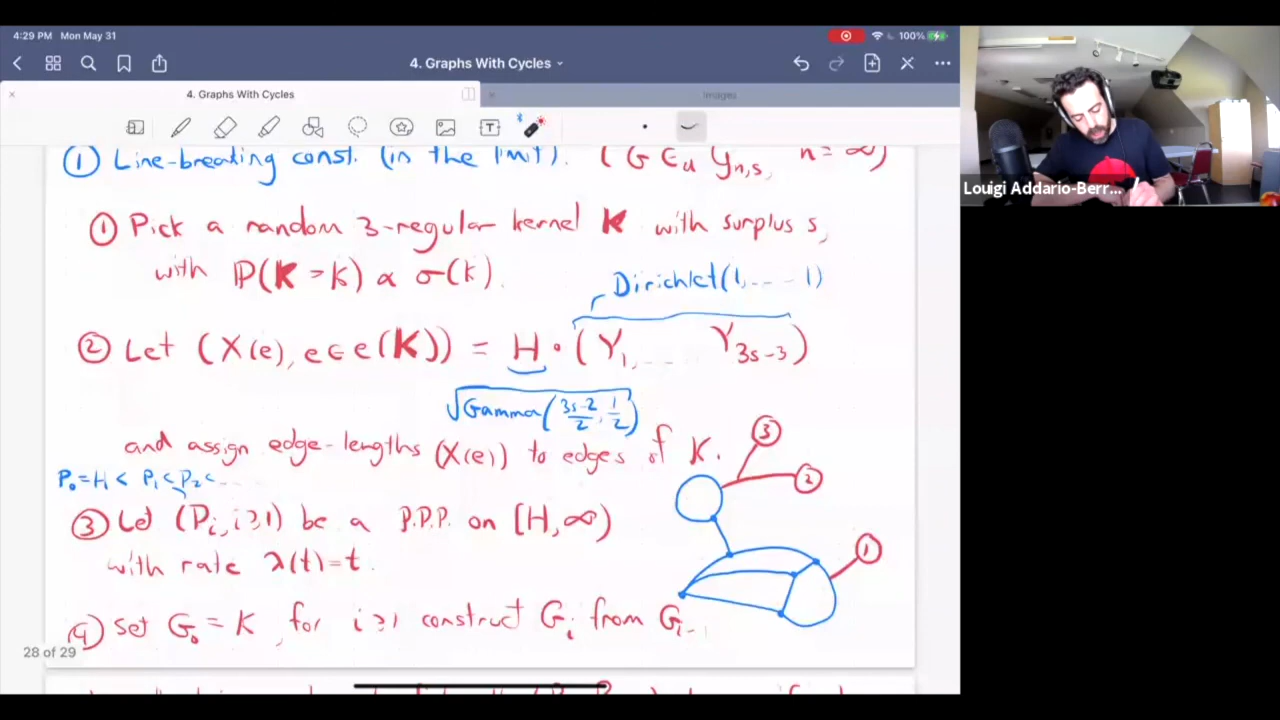 4:29 PM Mon May 31
100%
4. Graphs With Cycles
4. Graphs With Cycles
Images
① Line-breaking const. (in the limit). (G ∈u 𝒢n,s, n = ∞)
① Pick a random 3-regular kernel K with surplus s,
with P(K = k) ∝ σ(k).
Dirichlet(1, ... 1)
② Let (X(e), e ∈ e(K)) = H · (Y1, ... Y3s-3)
√Gamma(3s-2/2, 1/2)
and assign edge-lengths (X(e)) to edges of K.
P0 = H < P1 < P2 < ...
③ Let (Pi, i ≥ 1) be a P.P.P. on [H, ∞)
with rate λ(t) = t.
④ Set G0 = K, for i ≥ 1 construct Gi from Gi-1
3
2
1
28 of 29
Louigi Addario-Berr...